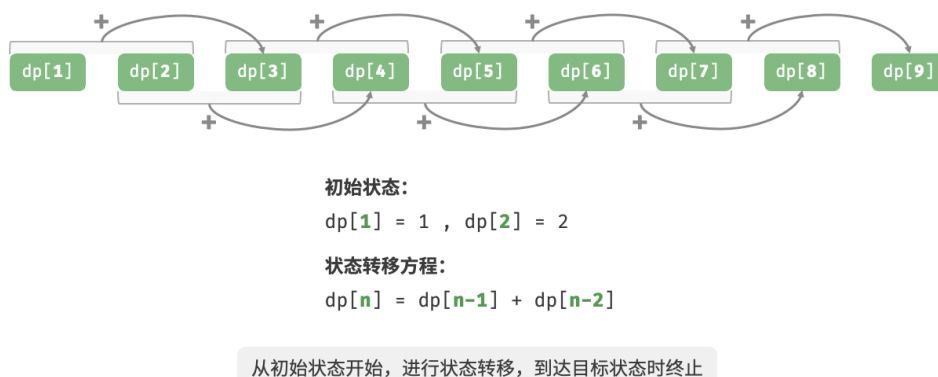 + + + +
dp[1] dp[2] dp[3] dp[4] dp[5] dp[6] dp[7] dp[8] dp[9]
+ + +
初始状态：
dp[1] = 1 , dp[2] = 2
状态转移方程：
dp[n] = dp[n-1] + dp[n-2]
从初始状态开始，进行状态转移，到达目标状态时终止